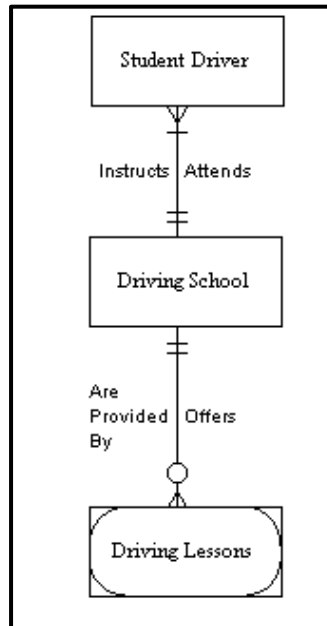 Student Driver
Instructs Attends
Driving School
Are
Provided Offers
By
Driving Lessons